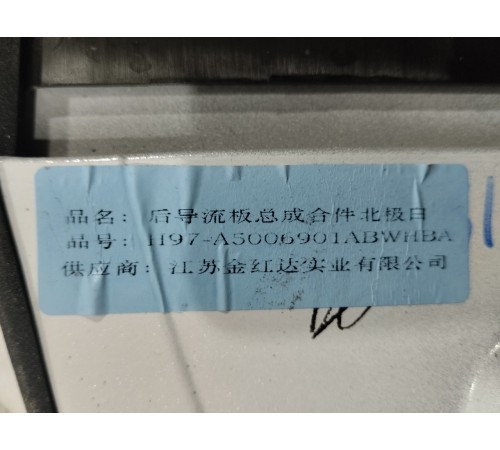 品名：后导流板总成合件北极白
品号：H97-A5006901ABWHBA
供应商：江苏金红达实业有限公司